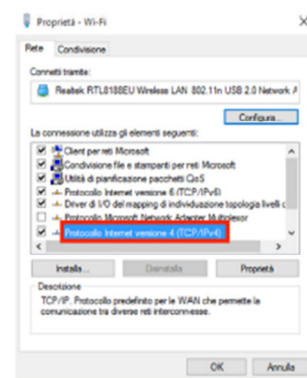 Proprietà - Wi-Fi
Rete
Condivisione
Connetti tramite:
Realtek RTL8188EU Wireless LAN 802.11n USB 2.0 Network A
Configura...
La connessione utilizza gli elementi seguenti:
Client per reti Microsoft
Condivisione file e stampanti per reti Microsoft
Utilità di pianificazione pacchetti QoS
Protocollo Internet versione 6 (TCP/IPv6)
Driver di I/O del mapping di individuazione topologia livelli c
Protocollo Microsoft Network Adapter Multiplexor
Protocollo Internet versione 4 (TCP/IPv4)
Installa...
Disinstalla
Proprietà
Descrizione
TCP/IP. Protocollo predefinito per le WAN che permette la
comunicazione tra diverse reti interconnesse.
OK
Annulla